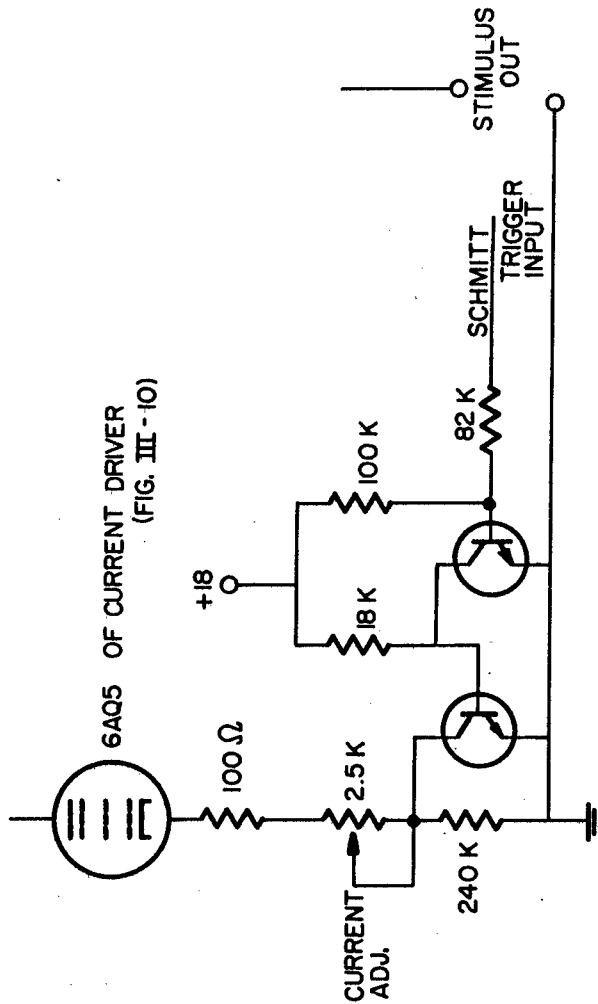 6AQ5 OF CURRENT DRIVER
(FIG. III-10)
+18
100 Ω
2.5 K
18 K
100 K
82 K
SCHMITT
TRIGGER
INPUT
STIMULUS
OUT
CURRENT
ADJ.
240 K